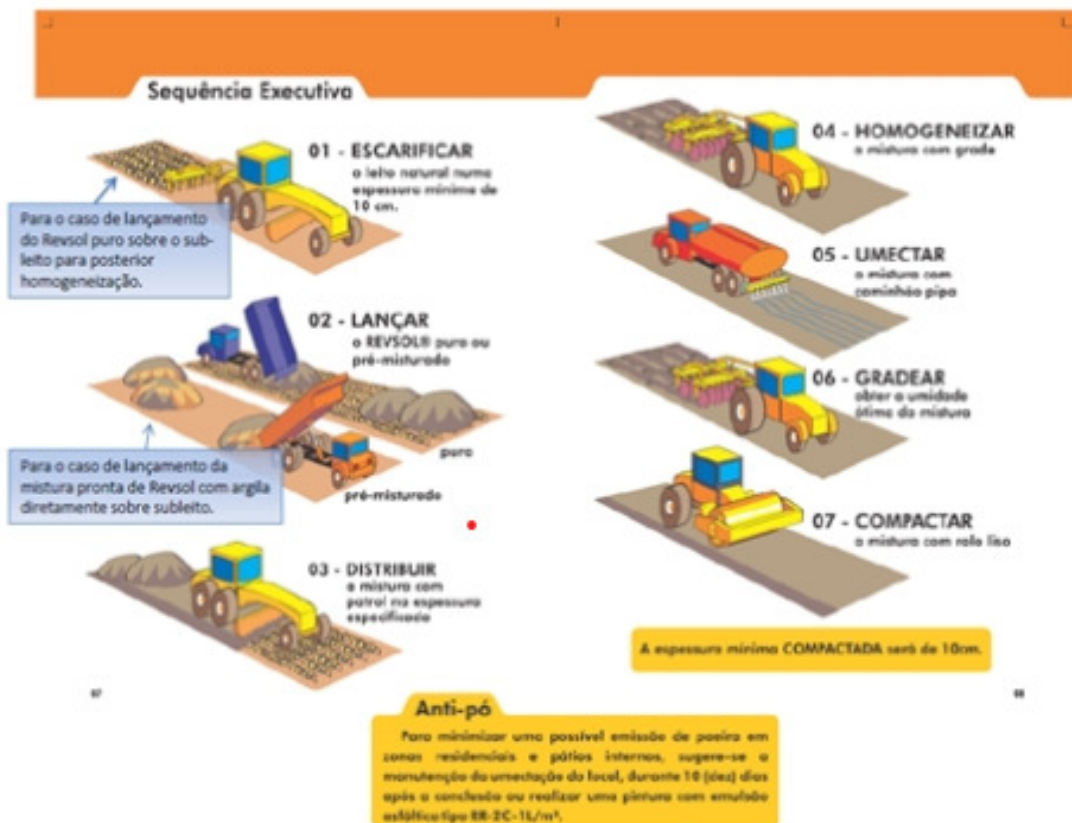 Sequência Executiva
01 - ESCARIFICAR
o leito natural numa
espessura mínima de
10 cm.
Para o caso de lançamento
do Revsol puro sobre o sub-
leito para posterior
homogeneização.
02 - LANÇAR
o REVSOL® puro ou
pré-misturado
puro
Para o caso de lançamento da
mistura pronta de Revsol com argila
diretamente sobre subleito.
pré-misturado
03 - DISTRIBUIR
a mistura com
patrol na espessura
especificada
07
04 - HOMOGENEIZAR
a mistura com grade
05 - UMECTAR
a mistura com
caminhão pipa
06 - GRADEAR
obter a umidade
ótima da mistura
07 - COMPACTAR
a mistura com rolo liso
A espessura mínima COMPACTADA será de 10cm.
08
Anti-pó
Para minimizar uma possível emissão de poeira em
zonas residenciais e pátios internos, sugere-se a
manutenção da umectação do local, durante 10 (dez) dias
após a conclusão ou realizar uma pintura com emulsão
asfáltica tipo RR-2C-1L/m².